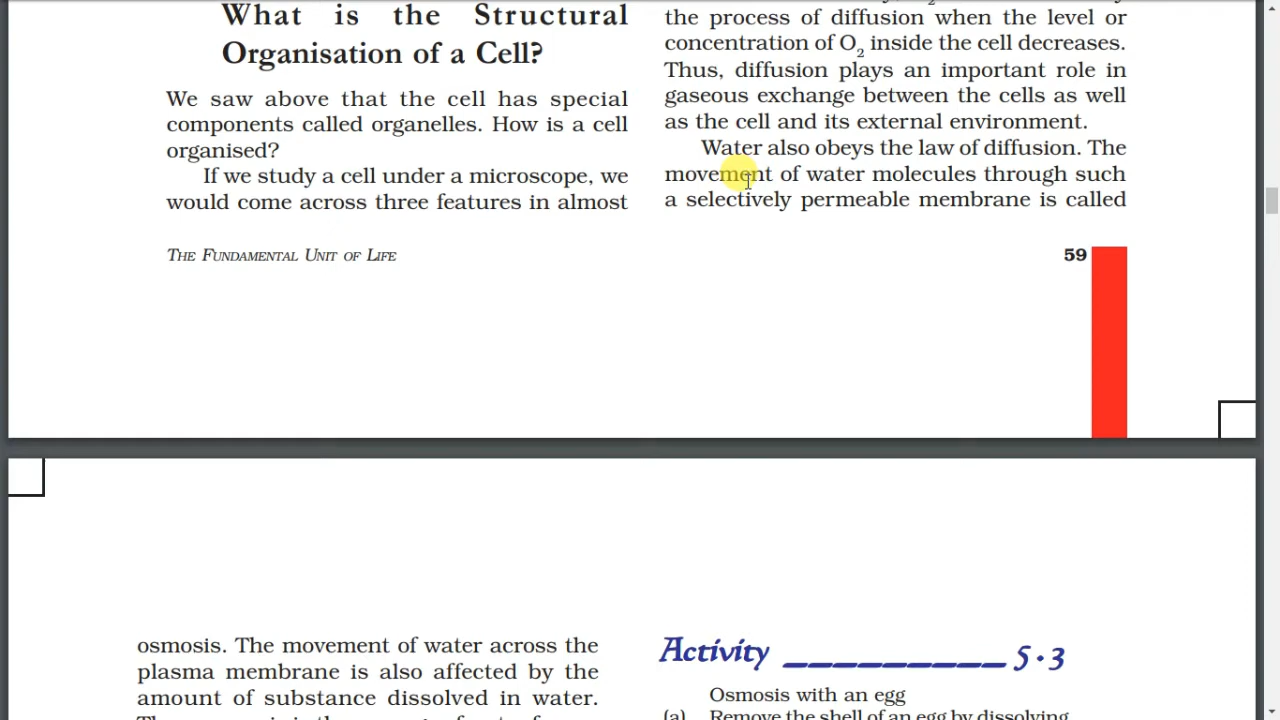 What is the Structural
Organisation of a Cell?
We saw above that the cell has special
components called organelles. How is a cell
organised?
If we study a cell under a microscope, we
would come across three features in almost
the process of diffusion when the level or
concentration of O2 inside the cell decreases.
Thus, diffusion plays an important role in
gaseous exchange between the cells as well
as the cell and its external environment.
Water also obeys the law of diffusion. The
movement of water molecules through such
a selectively permeable membrane is called
THE FUNDAMENTAL UNIT OF LIFE
59
osmosis. The movement of water across the
plasma membrane is also affected by the
amount of substance dissolved in water.
Activity __________ 5.3
Osmosis with an egg
(a) Remove the shell of an egg by dissolving